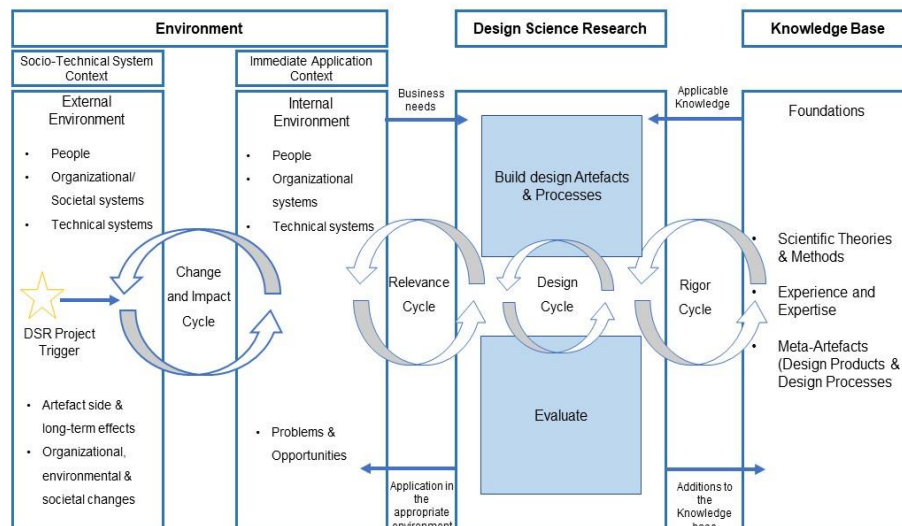 Environment
Design Science Research
Knowledge Base
Socio-Technical System
Context
Immediate Application
Context
External
Environment
• People
• Organizational/
Societal systems
• Technical systems
DSR Project
Trigger
• Artefact side &
long-term effects
• Organizational,
environmental &
societal changes
Change
and Impact
Cycle
Internal
Environment
• People
• Organizational
systems
• Technical systems
• Problems &
Opportunities
Business
needs
Relevance
Cycle
Application in
the
appropriate
environment
Build design Artefacts
& Processes
Design
Cycle
Evaluate
Applicable
Knowledge
Rigor
Cycle
Additions to
the
Knowledge
base
Foundations
• Scientific Theories
& Methods
• Experience and
Expertise
• Meta-Artefacts
(Design Products &
Design Processes